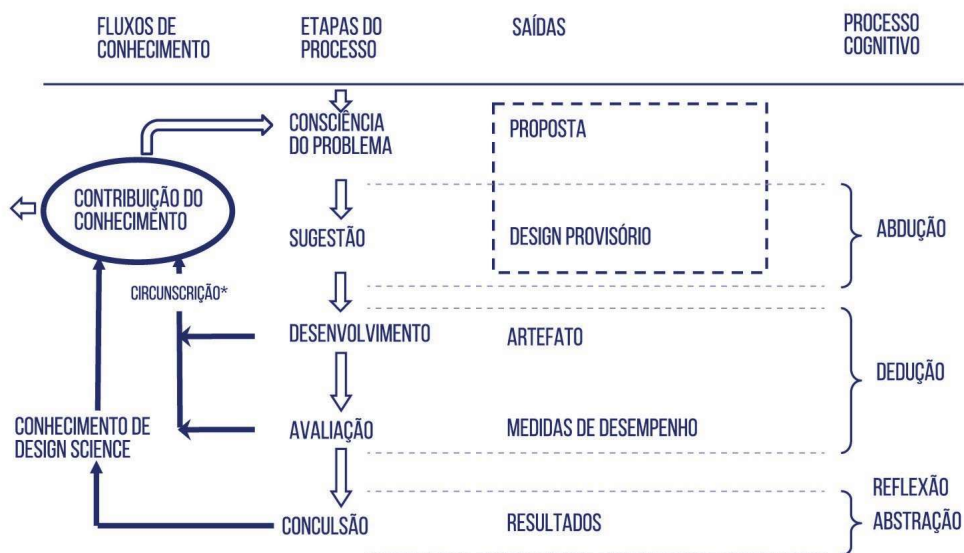 FLUXOS DE
CONHECIMENTO
ETAPAS DO
PROCESSO
SAÍDAS
PROCESSO
COGNITIVO
CONSCIÊNCIA
DO PROBLEMA
PROPOSTA
CONTRIBUIÇÃO DO
CONHECIMENTO
SUGESTÃO
DESIGN PROVISÓRIO
ABDUÇÃO
CIRCUNSCRIÇÃO*
DESENVOLVIMENTO
ARTEFATO
DEDUÇÃO
CONHECIMENTO DE
DESIGN SCIENCE
AVALIAÇÃO
MEDIDAS DE DESEMPENHO
REFLEXÃO
CONCULSÃO
RESULTADOS
ABSTRAÇÃO